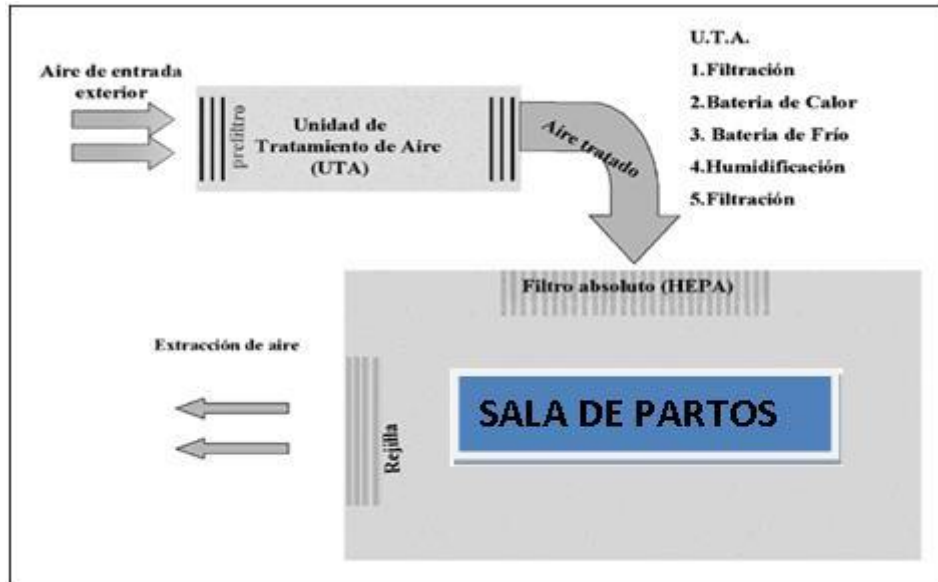 Aire de entrada
exterior
prefiltro
Unidad de
Tratamiento de Aire
(UTA)
Aire tratado
U.T.A.
1.Filtración
2.Bateria de Calor
3. Bateria de Frío
4.Humidificación
5.Filtración
Filtro absoluto (HEPA)
Extracción de aire
Rejilla
SALA DE PARTOS